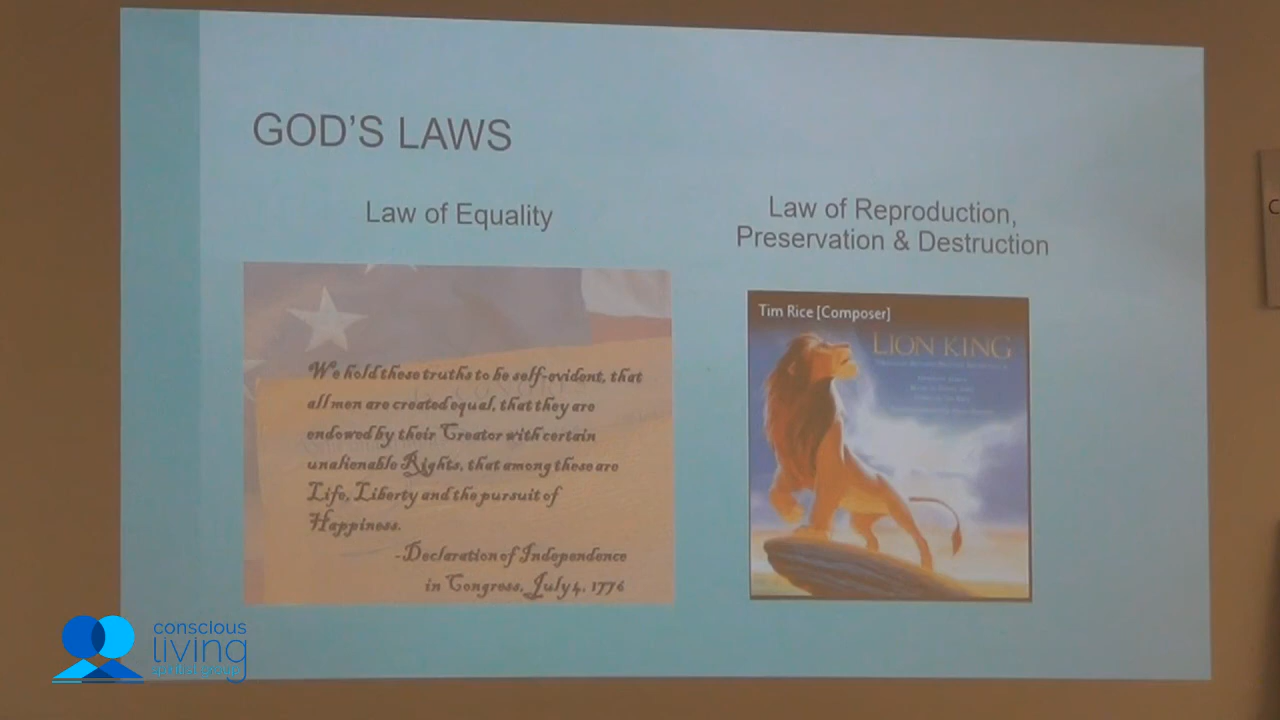 GOD'S LAWS
Law of Equality
We hold these truths to be self-evident, that
all men are created equal, that they are
endowed by their Creator with certain
unalienable Rights, that among these are
Life, Liberty and the pursuit of
Happiness.
-Declaration of Independence
in Congress, July 4, 1776
Law of Reproduction,
Preservation & Destruction
Tim Rice [Composer]
LION KING
conscious
living
spiritist group